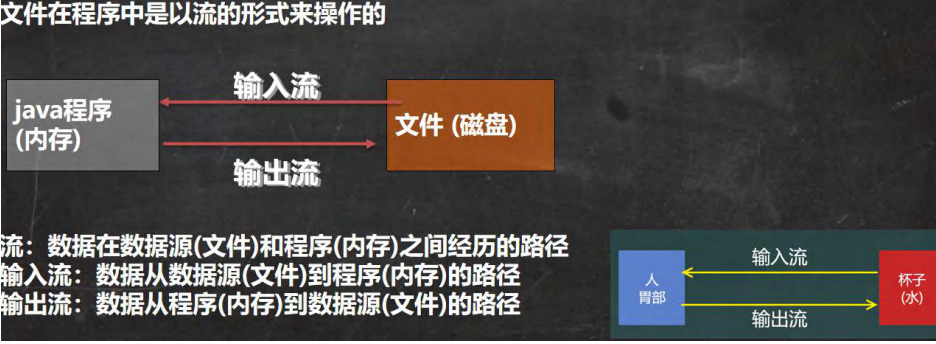 文件在程序中是以流的形式来操作的
输入流
java程序
(内存)
文件 (磁盘)
输出流
流：数据在数据源(文件)和程序(内存)之间经历的路径
输入流：数据从数据源(文件)到程序(内存)的路径
输出流：数据从程序(内存)到数据源(文件)的路径
输入流
人
胃部
杯子
(水)
输出流